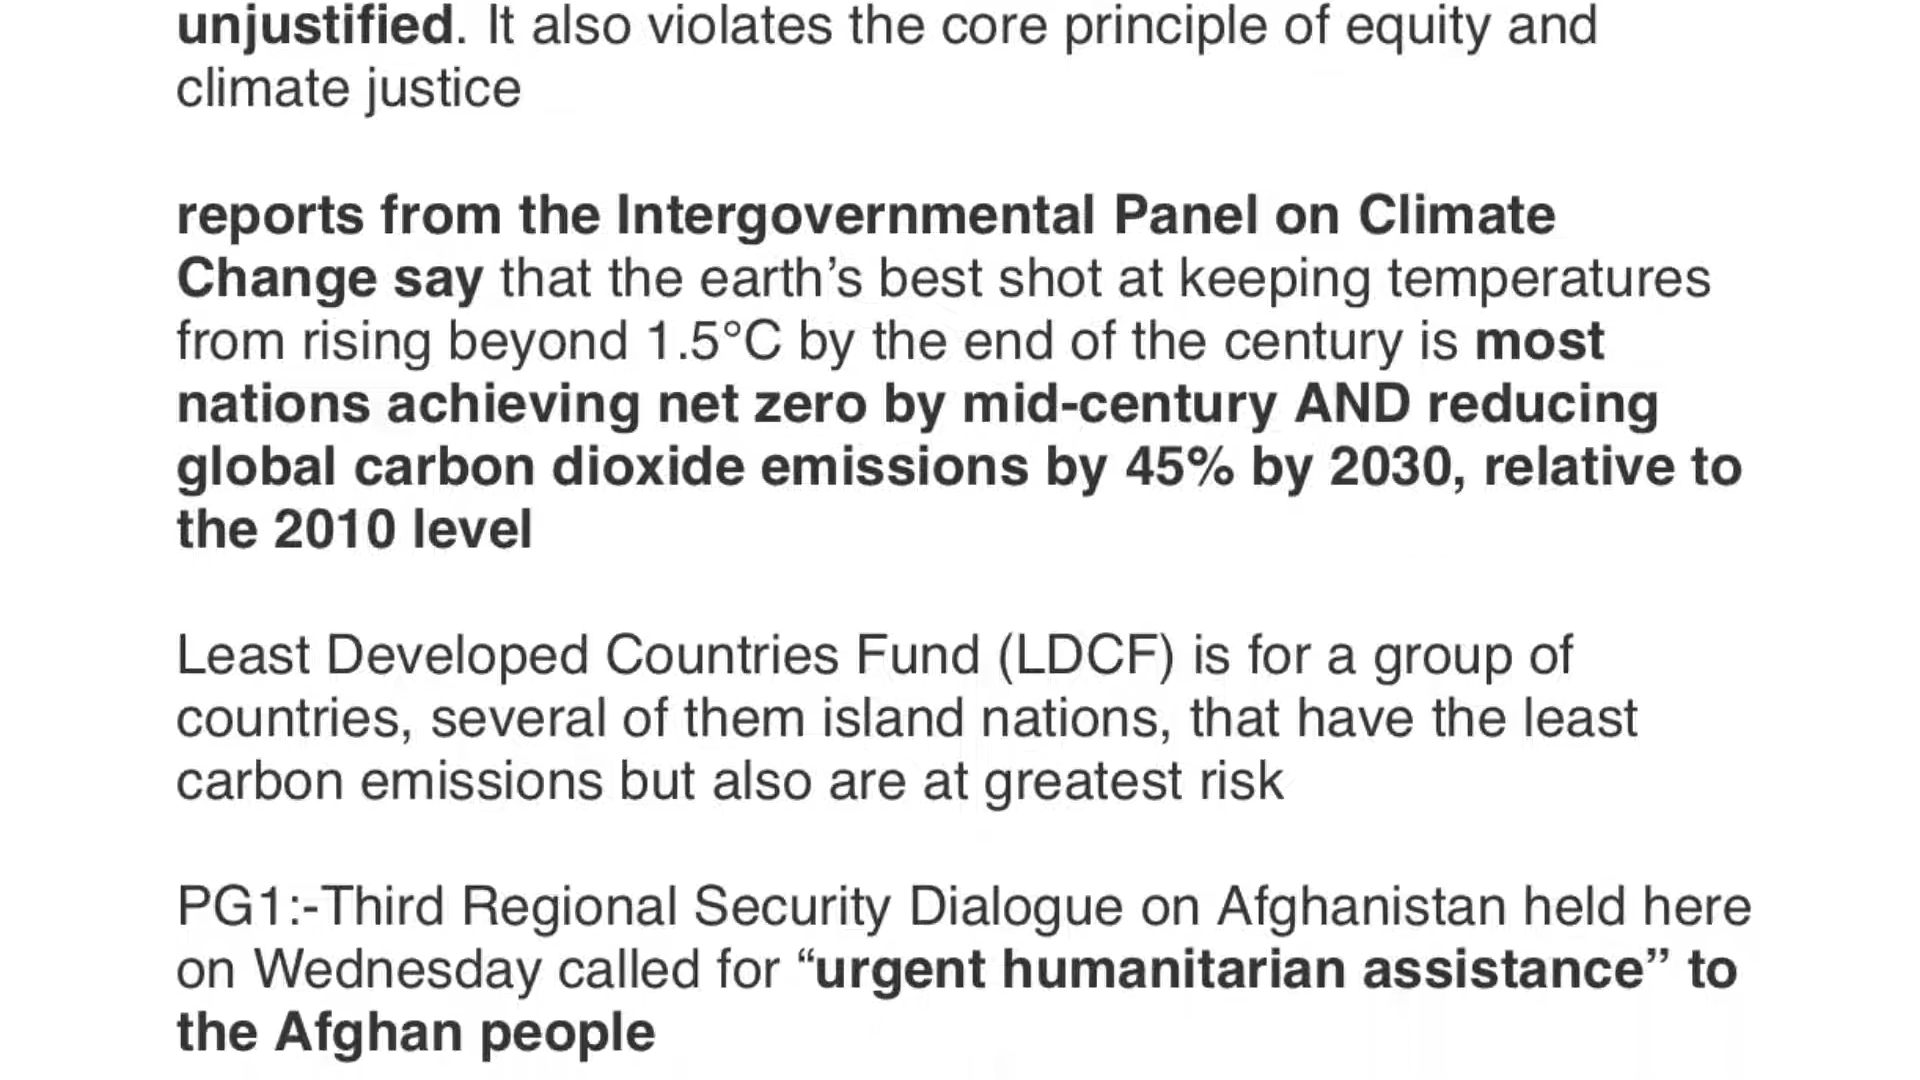 unjustified. It also violates the core principle of equity and
climate justice
reports from the Intergovernmental Panel on Climate
Change say that the earth’s best shot at keeping temperatures
from rising beyond 1.5°C by the end of the century is most
nations achieving net zero by mid-century AND reducing
global carbon dioxide emissions by 45% by 2030, relative to
the 2010 level
Least Developed Countries Fund (LDCF) is for a group of
countries, several of them island nations, that have the least
carbon emissions but also are at greatest risk
PG1:-Third Regional Security Dialogue on Afghanistan held here
on Wednesday called for “urgent humanitarian assistance” to
the Afghan people